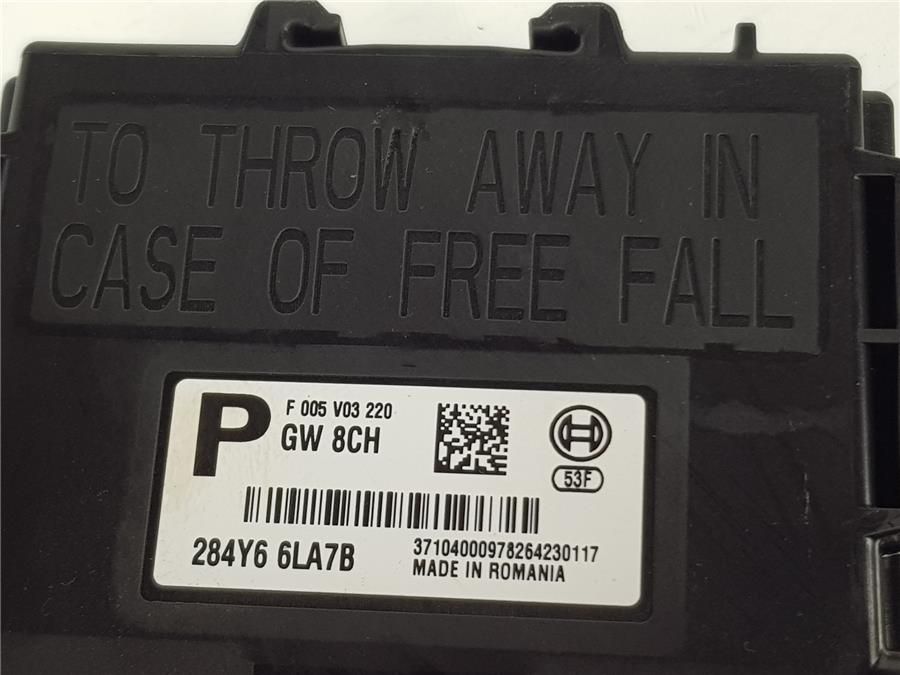 TO THROW AWAY IN
CASE OF FREE FALL
P
F 005 V03 220
GW 8CH
53F
284Y6 6LA7B
37104000978264230117
MADE IN ROMANIA